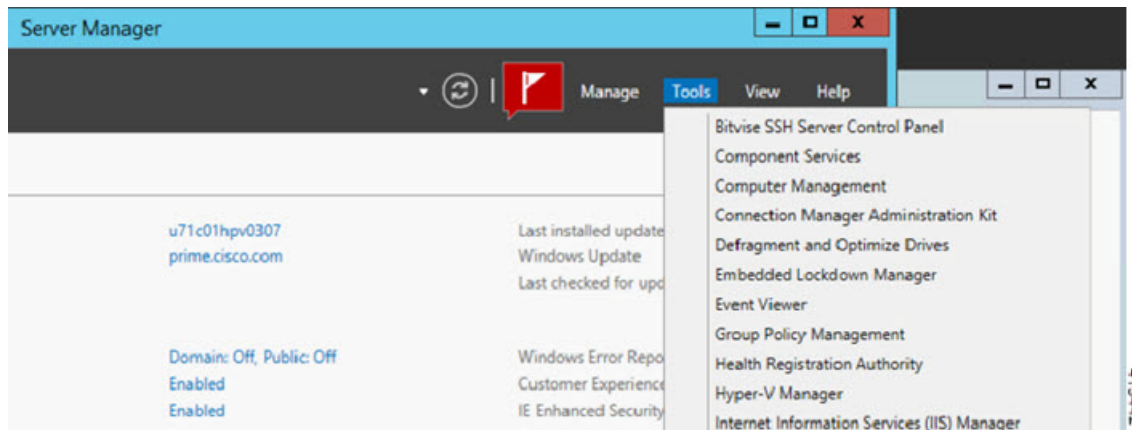 Server Manager
Manage Tools View Help
Bitvise SSH Server Control Panel
Component Services
Computer Management
Connection Manager Administration Kit
Defragment and Optimize Drives
Embedded Lockdown Manager
Event Viewer
Group Policy Management
Health Registration Authority
Hyper-V Manager
Internet Information Services (IIS) Manager
u71c01hpv0307
prime.cisco.com
Last installed update
Windows Update
Last checked for upd
Domain: Off, Public: Off
Enabled
Enabled
Windows Error Repo
Customer Experience
IE Enhanced Security